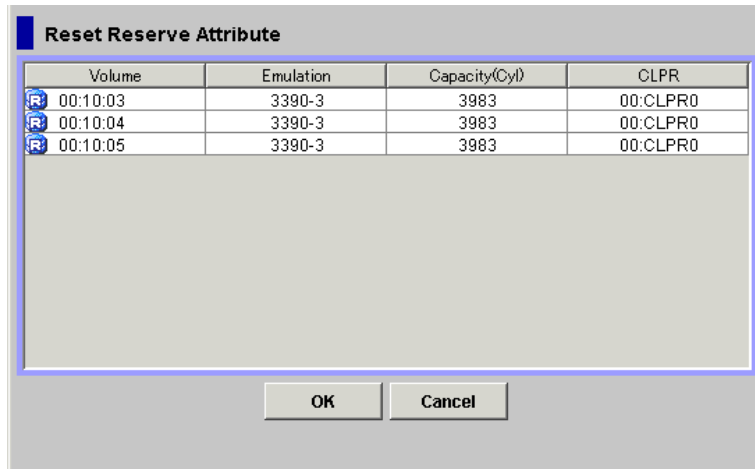 Reset Reserve Attribute
Volume Emulation Capacity(Cyl) CLPR
R 00:10:03 3390-3 3983 00:CLPR0
R 00:10:04 3390-3 3983 00:CLPR0
R 00:10:05 3390-3 3983 00:CLPR0
OK Cancel